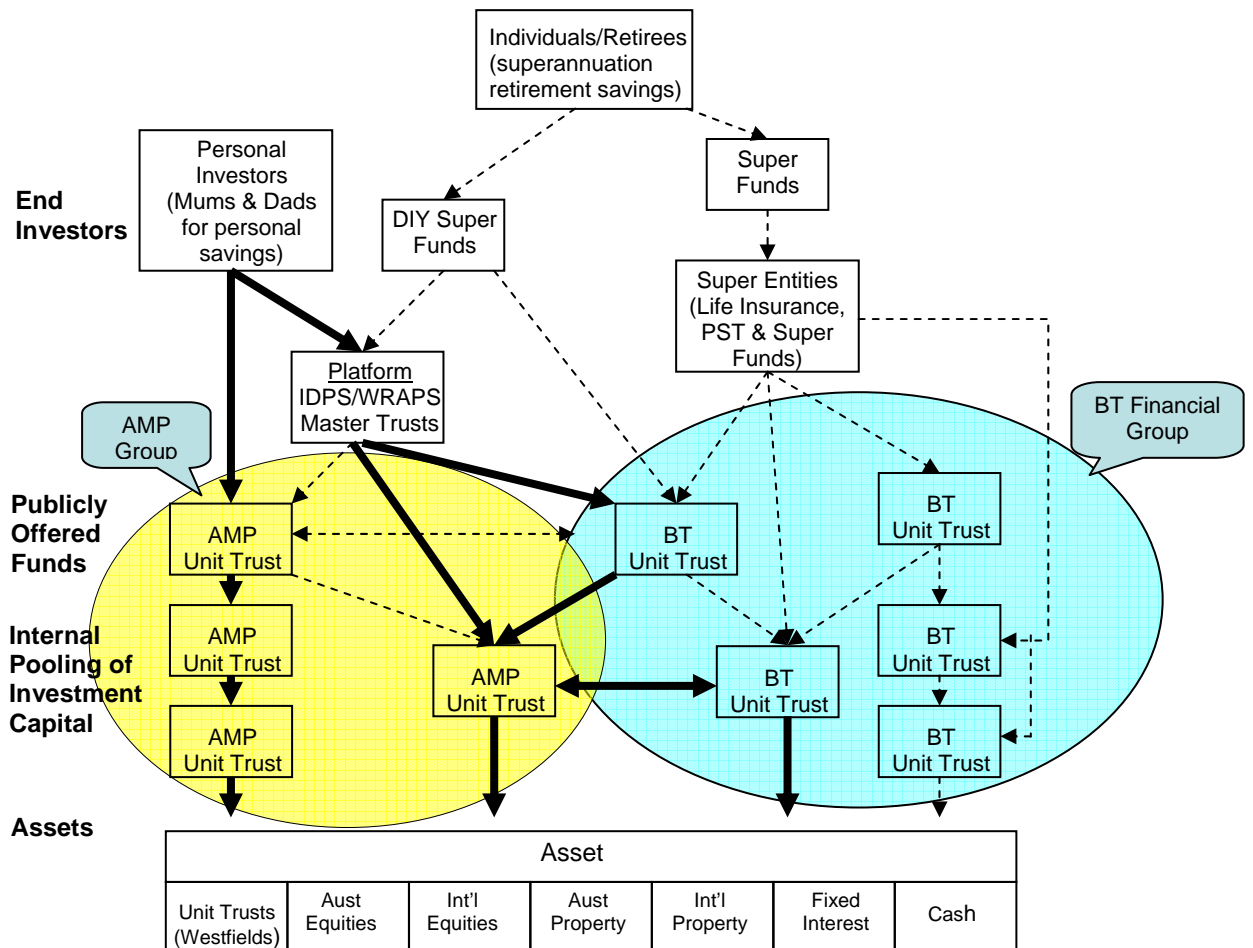 Individuals/Retirees
(superannuation
retirement savings)
Personal
Investors
(Mums & Dads
for personal
savings)
Super
Funds
End
Investors
DIY Super
Funds
Super Entities
(Life Insurance,
PST & Super
Funds)
Platform
IDPS/WRAPS
Master Trusts
AMP
Group
BT Financial
Group
Publicly
Offered
Funds
AMP
Unit Trust
BT
Unit Trust
BT
Unit Trust
Internal
Pooling of
Investment
Capital
AMP
Unit Trust
AMP
Unit Trust
BT
Unit Trust
BT
Unit Trust
AMP
Unit Trust
BT
Unit Trust
Assets
Asset
Unit Trusts
(Westfields)
Aust
Equities
Int'l
Equities
Aust
Property
Int'l
Property
Fixed
Interest
Cash